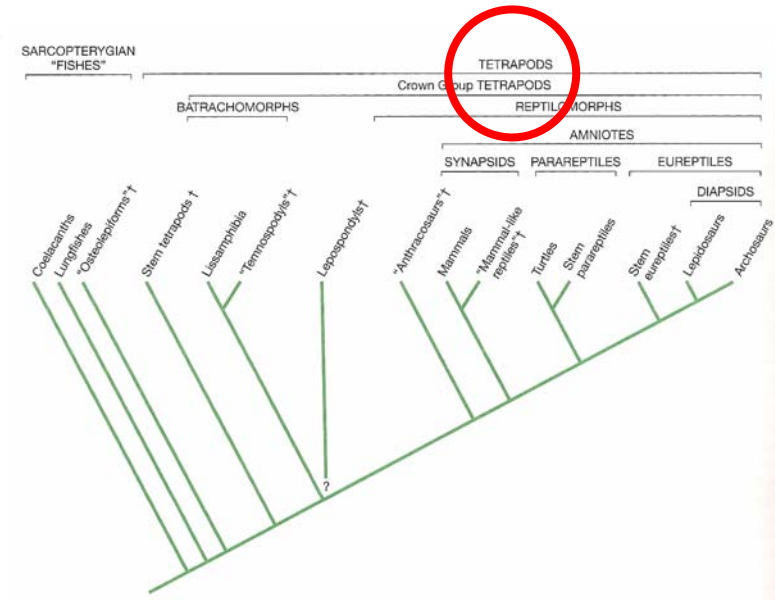 SARCOPTERYGIAN
"FISHES"
TETRAPODS
Crown Group TETRAPODS
BATRACHOMORPHS
REPTILOMORPHS
AMNIOTES
SYNAPSIDS
PARAREPTILES
EUREPTILES
DIAPSIDS
Coelacanths
Lungfishes
"Osteolepiforms"†
Stem tetrapods †
Lissamphibia
"Temnospodyls"†
Lepospondyls†
"Anthracosaurs"†
Mammals
"Mammal-like
reptiles"†
Turtles
Stem
parareptiles
Stem
eureptiles†
Lepidosaurs
Archosaurs
?